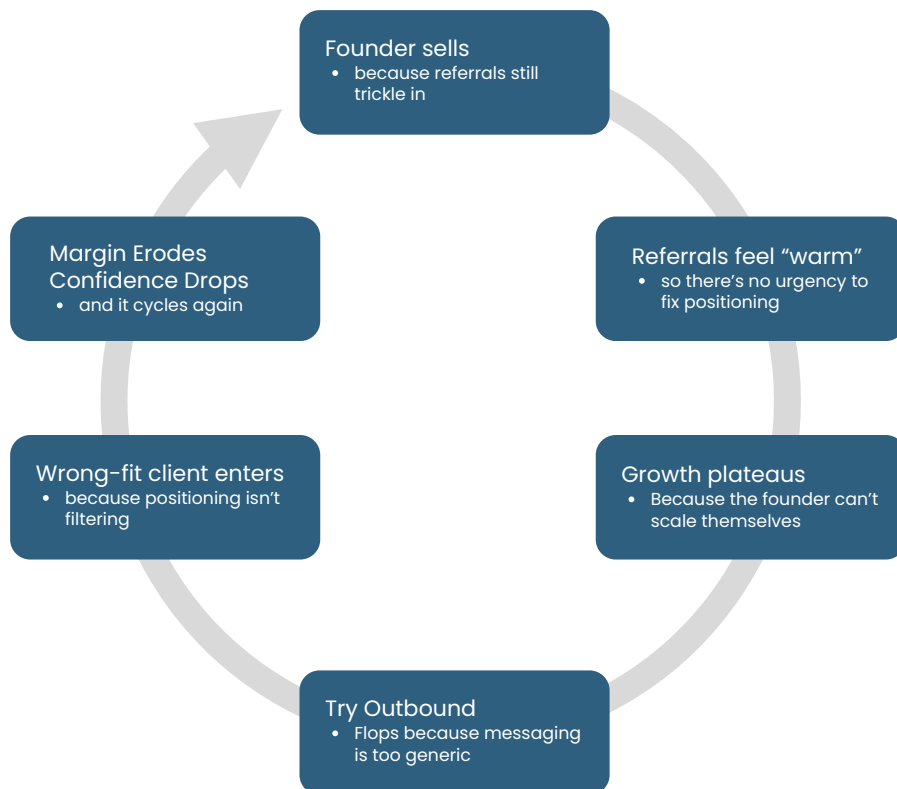 Founder sells
• because referrals still
trickle in
Referrals feel “warm”
• so there’s no urgency to
fix positioning
Growth plateaus
• Because the founder can’t
scale themselves
Try Outbound
• Flops because messaging
is too generic
Wrong-fit client enters
• because positioning isn’t
filtering
Margin Erodes
Confidence Drops
• and it cycles again